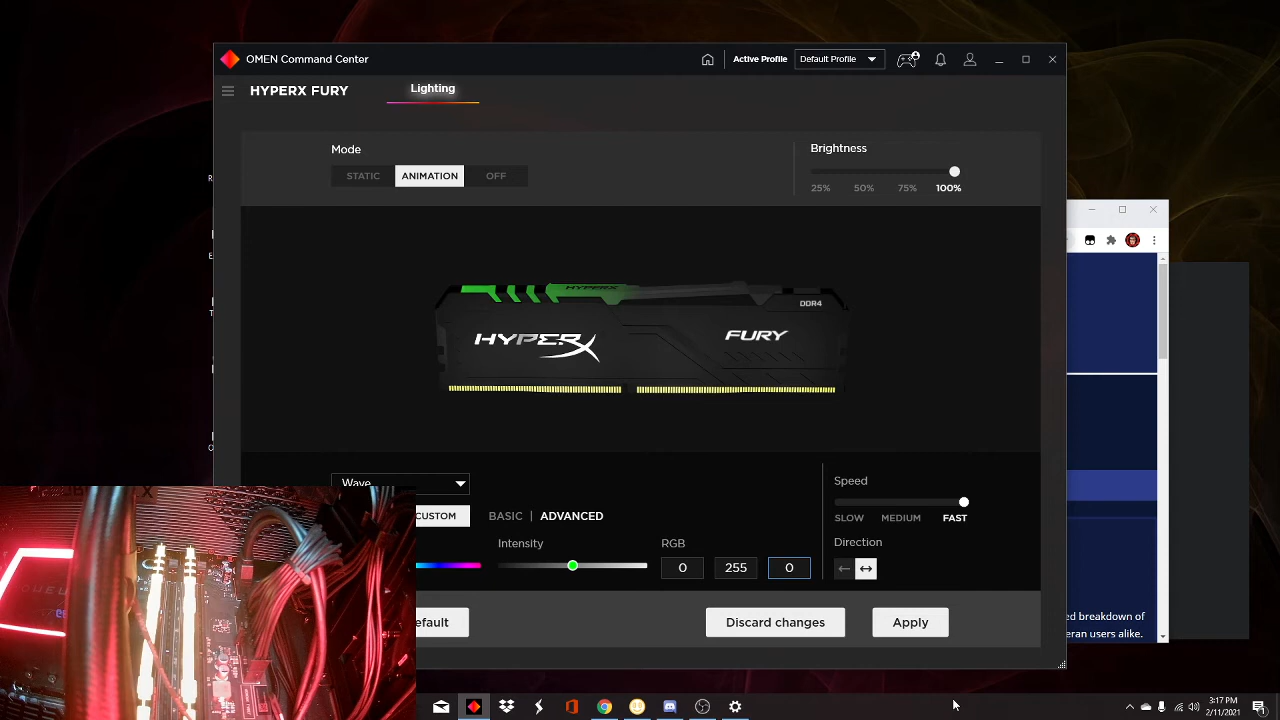 OMEN Command Center
Active Profile
Default Profile
HYPERX FURY
Lighting
Mode
STATIC
ANIMATION
OFF
Brightness
25%
50%
75%
100%
HYPERX
DDR4
HYPERX
FURY
Wave
CUSTOM
BASIC
ADVANCED
Intensity
RGB
0
255
0
Speed
SLOW
MEDIUM
FAST
Direction
efault
Discard changes
Apply
ed breakdown of
eran users alike.
3:17 PM
2/11/2021